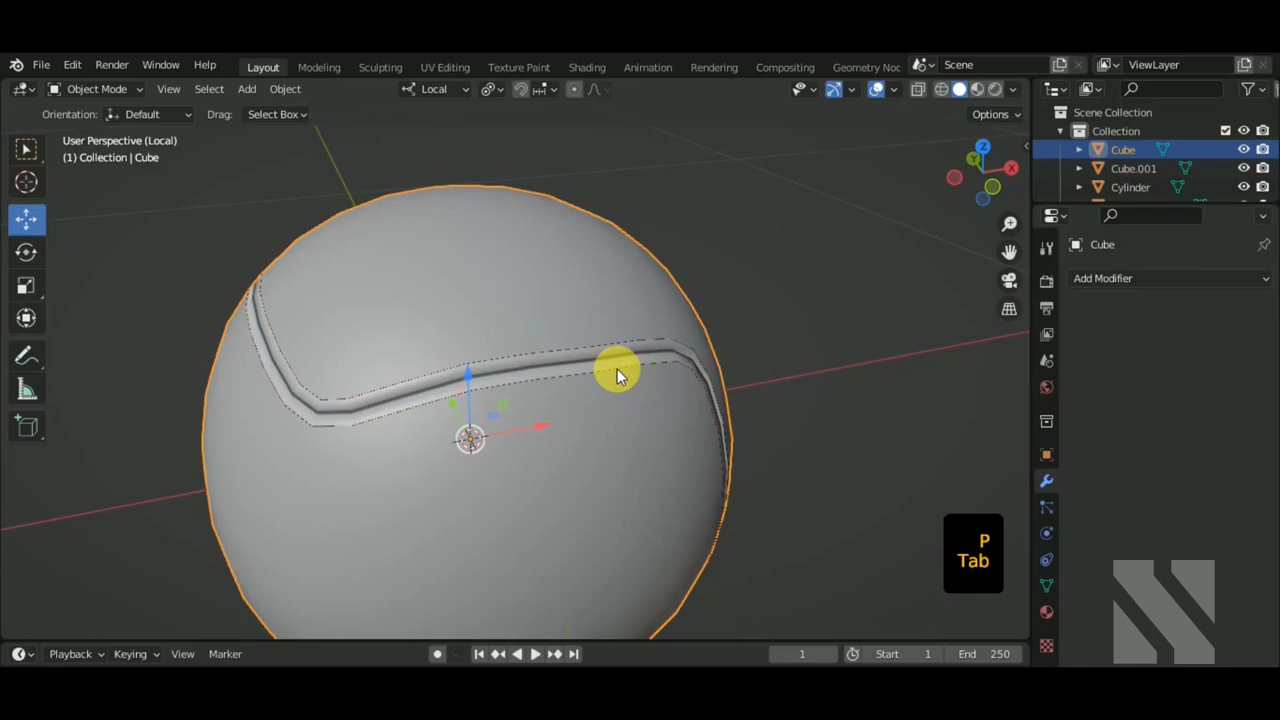 File Edit Render Window Help Layout Modeling Sculpting UV Editing Texture Paint Shading Animation Rendering Compositing Geometry Noc Scene ViewLayer
Object Mode View Select Add Object Local
Orientation: Default Drag: Select Box Options
User Perspective (Local)
(1) Collection | Cube
Z
Y
X
Scene Collection
Collection
Cube
Cube.001
Cylinder
Cube
Add Modifier
P
Tab
Playback Keying View Marker 1 Start 1 End 250